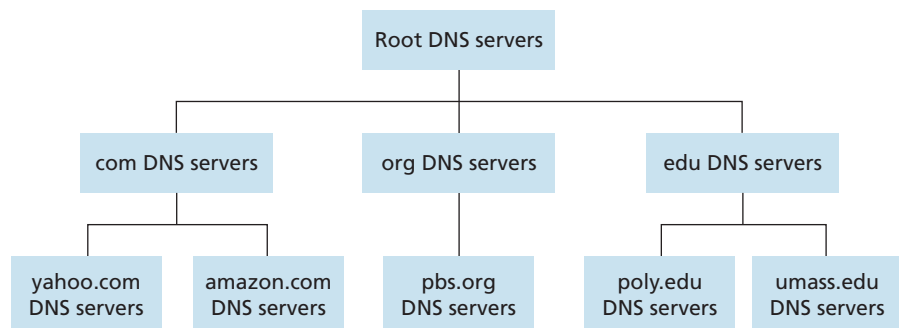 Root DNS servers
com DNS servers
org DNS servers
edu DNS servers
yahoo.com
DNS servers
amazon.com
DNS servers
pbs.org
DNS servers
poly.edu
DNS servers
umass.edu
DNS servers